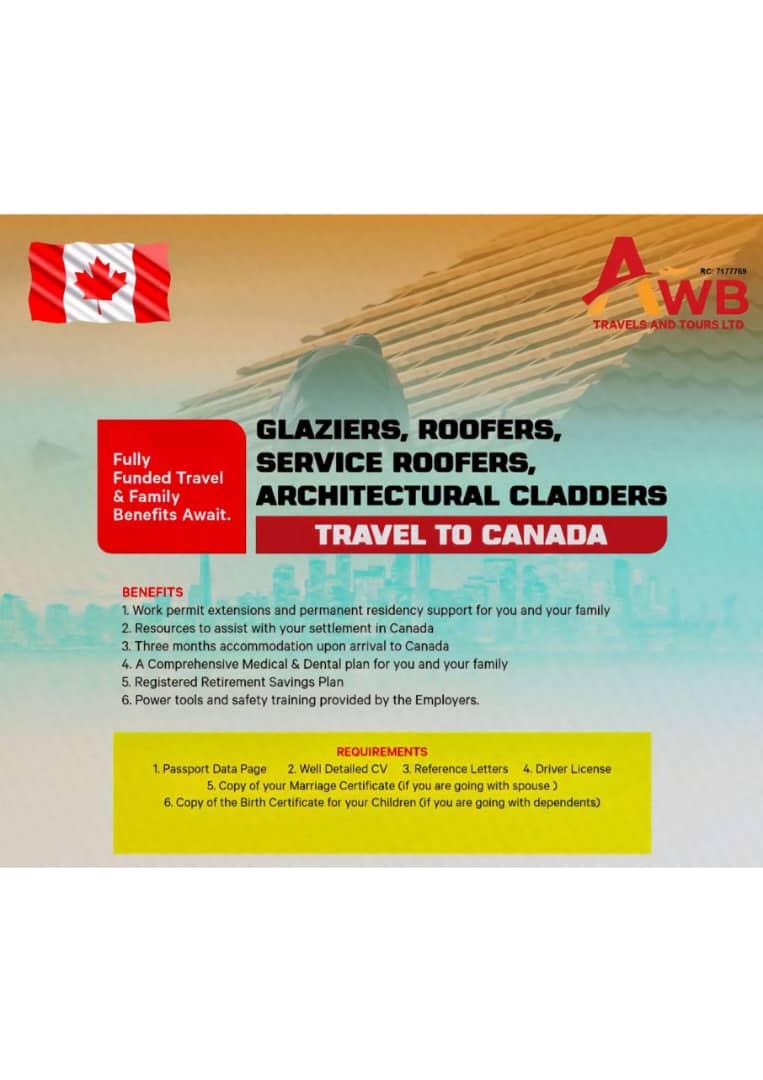 RC: 7177769
AWB
TRAVELS AND TOURS LTD
Fully
Funded Travel
& Family
Benefits Await.
GLAZIERS, ROOFERS,
SERVICE ROOFERS,
ARCHITECTURAL CLADDERS
TRAVEL TO CANADA
BENEFITS
1. Work permit extensions and permanent residency support for you and your family
2. Resources to assist with your settlement in Canada
3. Three months accommodation upon arrival to Canada
4. A Comprehensive Medical & Dental plan for you and your family
5. Registered Retirement Savings Plan
6. Power tools and safety training provided by the Employers.
REQUIREMENTS
1. Passport Data Page 2. Well Detailed CV 3. Reference Letters 4. Driver License
5. Copy of your Marriage Certificate (if you are going with spouse )
6. Copy of the Birth Certificate for your Children (if you are going with dependents)